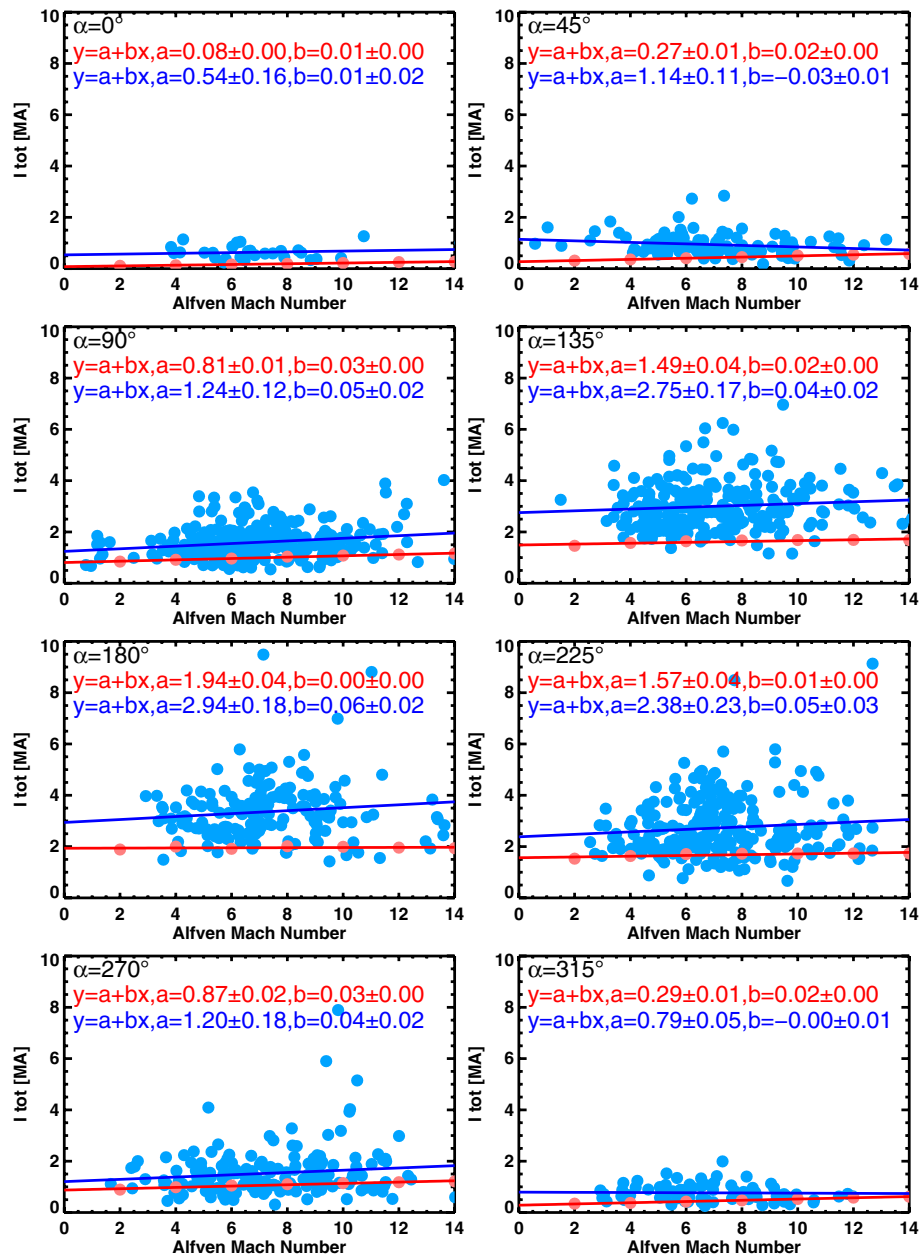 α=0°
y=a+bx,a=0.08±0.00,b=0.01±0.00
y=a+bx,a=0.54±0.16,b=0.01±0.02
I tot [MA]
10
8
6
4
2
0
0 2 4 6 8 10 12 14
Alfven Mach Number
α=45°
y=a+bx,a=0.27±0.01,b=0.02±0.00
y=a+bx,a=1.14±0.11,b=−0.03±0.01
I tot [MA]
10
8
6
4
2
0
0 2 4 6 8 10 12 14
Alfven Mach Number
α=90°
y=a+bx,a=0.81±0.01,b=0.03±0.00
y=a+bx,a=1.24±0.12,b=0.05±0.02
I tot [MA]
10
8
6
4
2
0
0 2 4 6 8 10 12 14
Alfven Mach Number
α=135°
y=a+bx,a=1.49±0.04,b=0.02±0.00
y=a+bx,a=2.75±0.17,b=0.04±0.02
I tot [MA]
10
8
6
4
2
0
0 2 4 6 8 10 12 14
Alfven Mach Number
α=180°
y=a+bx,a=1.94±0.04,b=0.00±0.00
y=a+bx,a=2.94±0.18,b=0.06±0.02
I tot [MA]
10
8
6
4
2
0
0 2 4 6 8 10 12 14
Alfven Mach Number
α=225°
y=a+bx,a=1.57±0.04,b=0.01±0.00
y=a+bx,a=2.38±0.23,b=0.05±0.03
I tot [MA]
10
8
6
4
2
0
0 2 4 6 8 10 12 14
Alfven Mach Number
α=270°
y=a+bx,a=0.87±0.02,b=0.03±0.00
y=a+bx,a=1.20±0.18,b=0.04±0.02
I tot [MA]
10
8
6
4
2
0
0 2 4 6 8 10 12 14
Alfven Mach Number
α=315°
y=a+bx,a=0.29±0.01,b=0.02±0.00
y=a+bx,a=0.79±0.05,b=−0.00±0.01
I tot [MA]
10
8
6
4
2
0
0 2 4 6 8 10 12 14
Alfven Mach Number